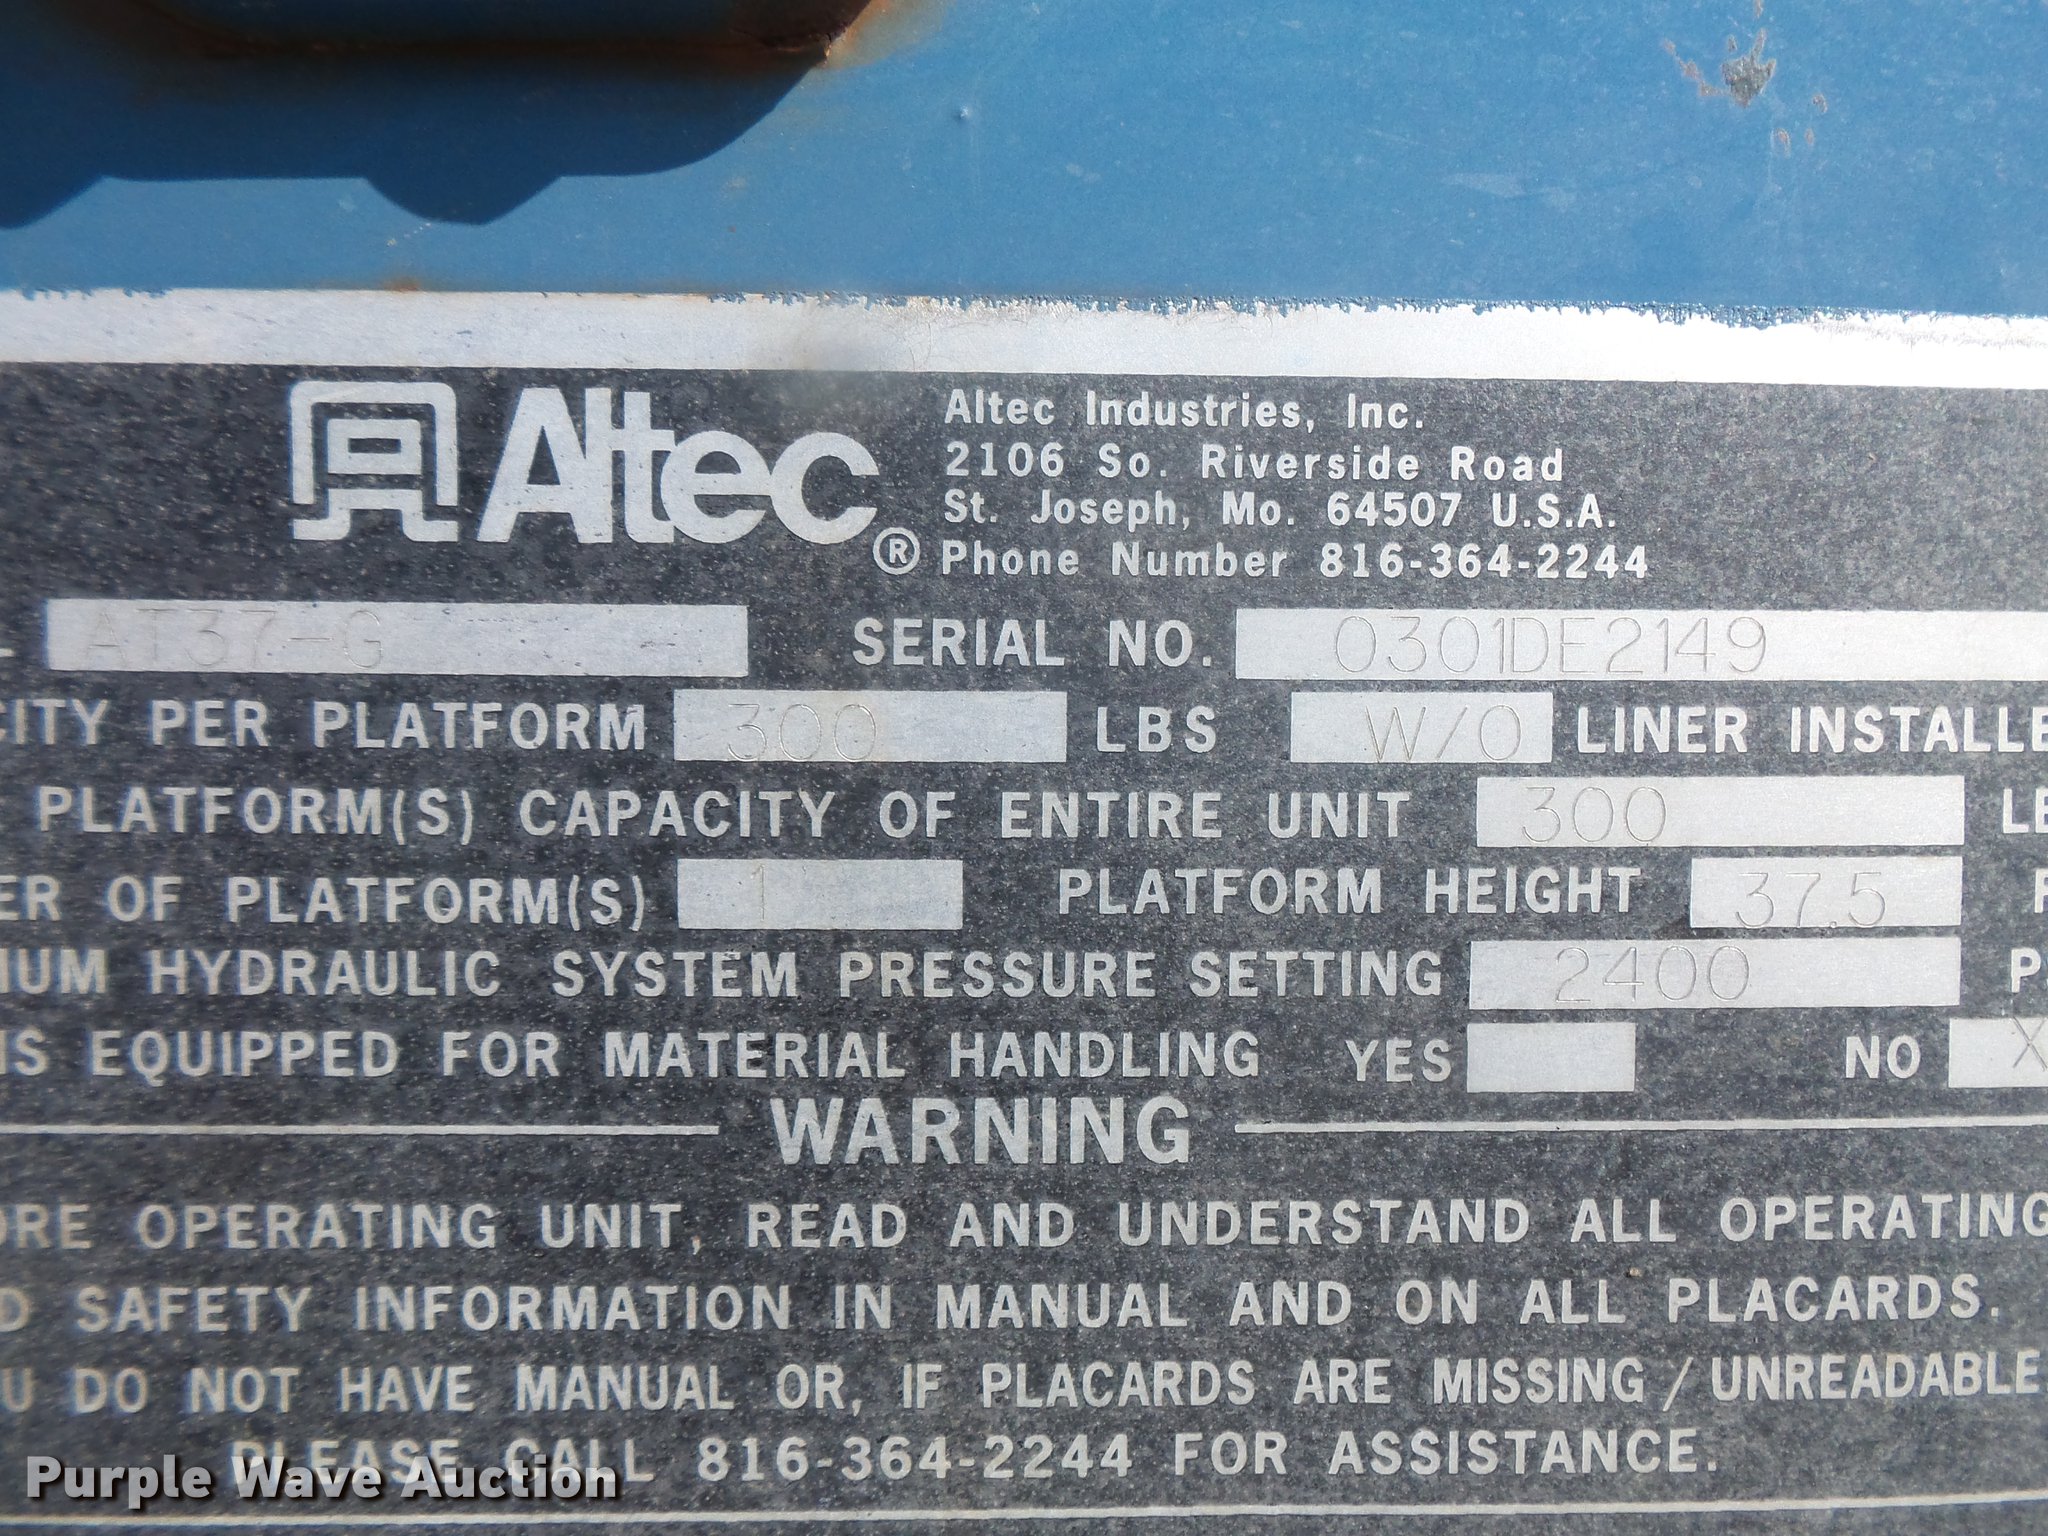 Altec ®
Altec Industries, Inc.
2106 So. Riverside Road
St. Joseph, Mo. 64507 U.S.A.
Phone Number 816-364-2244
L AT37-G SERIAL NO. 0301DE2149
CITY PER PLATFORM 300 LBS W/O LINER INSTALLE
PLATFORM(S) CAPACITY OF ENTIRE UNIT 300 LB
ER OF PLATFORM(S) 1 PLATFORM HEIGHT 37.5 F
MUM HYDRAULIC SYSTEM PRESSURE SETTING 2400 PS
IS EQUIPPED FOR MATERIAL HANDLING YES NO X
WARNING
ORE OPERATING UNIT, READ AND UNDERSTAND ALL OPERATING
D SAFETY INFORMATION IN MANUAL AND ON ALL PLACARDS.
U DO NOT HAVE MANUAL OR, IF PLACARDS ARE MISSING/UNREADABLE
PLEASE CALL 816-364-2244 FOR ASSISTANCE.
Purple Wave Auction